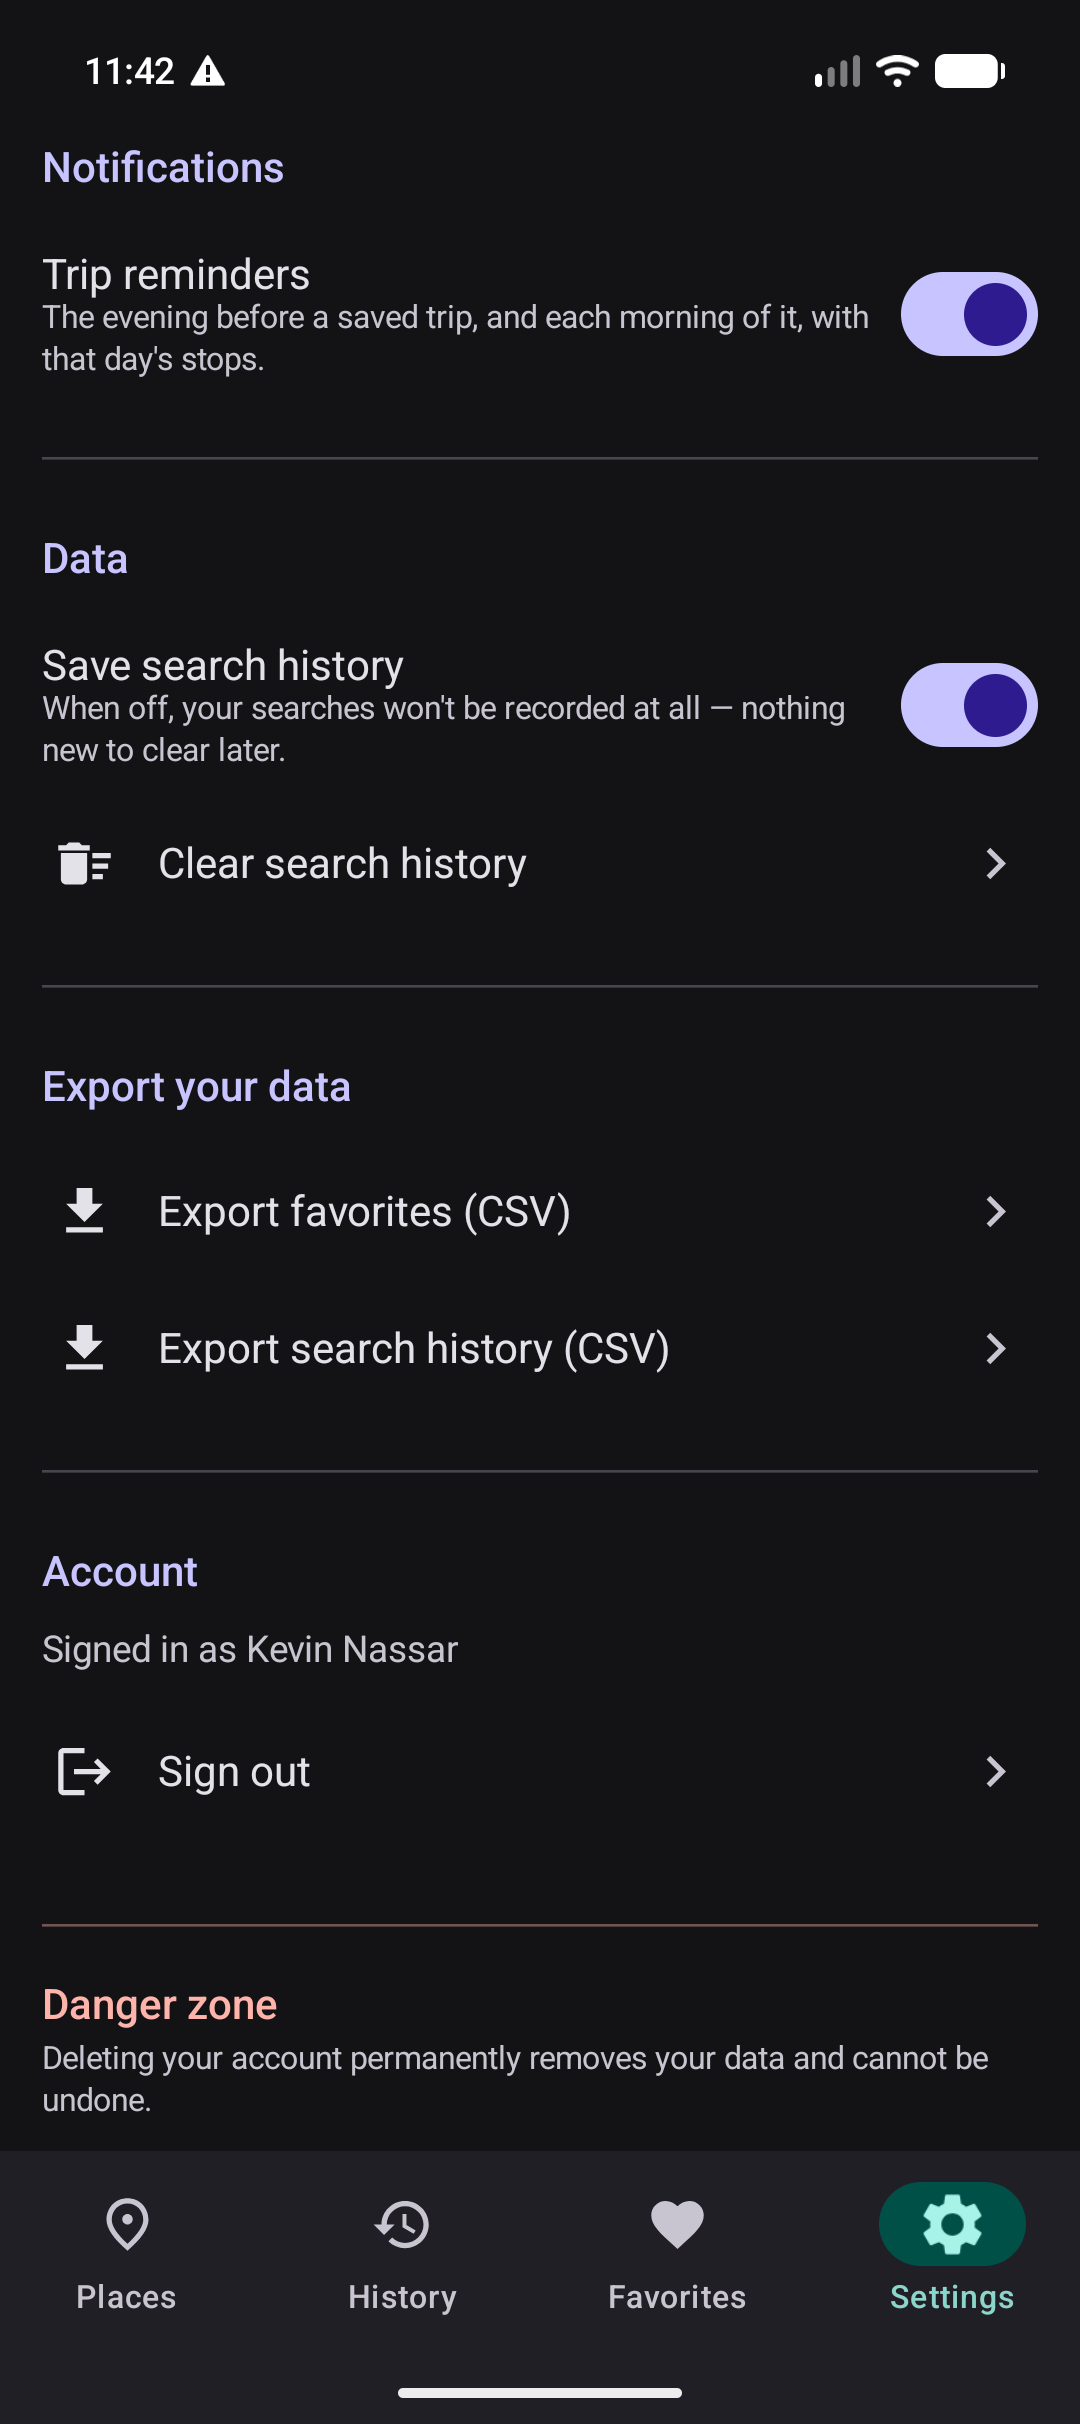 11:42
Notifications
Trip reminders
The evening before a saved trip, and each morning of it, with
that day's stops.
Data
Save search history
When off, your searches won't be recorded at all — nothing
new to clear later.
Clear search history
Export your data
Export favorites (CSV)
Export search history (CSV)
Account
Signed in as Kevin Nassar
Sign out
Danger zone
Deleting your account permanently removes your data and cannot be
undone.
Places
History
Favorites
Settings